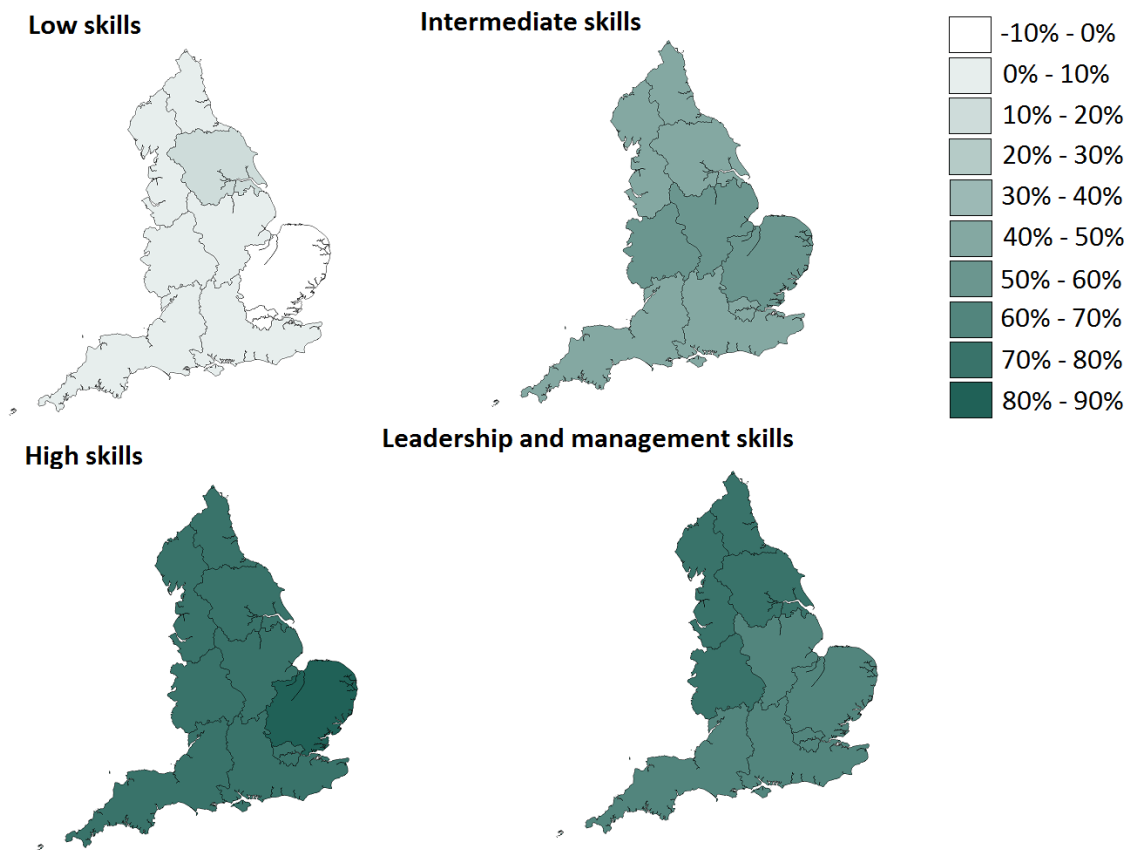 Low skills
Intermediate skills
-10% - 0%
0% - 10%
10% - 20%
20% - 30%
30% - 40%
40% - 50%
50% - 60%
60% - 70%
70% - 80%
80% - 90%
High skills
Leadership and management skills